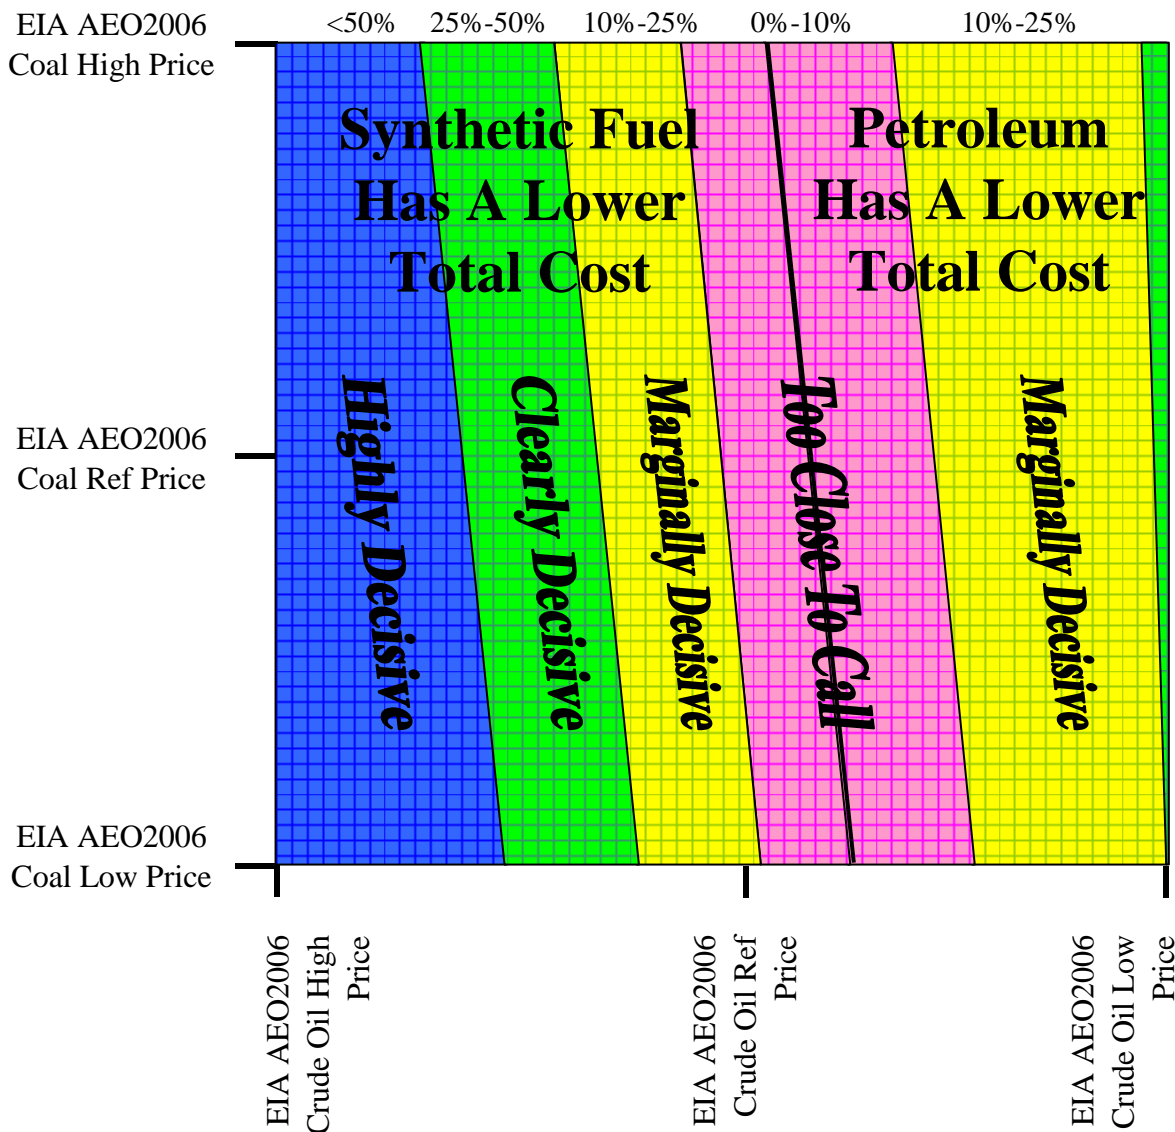 EIA AEO2006
Coal High Price
<50%
25%-50%
10%-25%
0%-10%
10%-25%
Synthetic Fuel
Has A Lower
Total Cost
Petroleum
Has A Lower
Total Cost
Highly Decisive
Clearly Decisive
Marginally Decisive
Too Close To Call
Marginally Decisive
EIA AEO2006
Coal Ref Price
EIA AEO2006
Coal Low Price
EIA AEO2006
Crude Oil High
Price
EIA AEO2006
Crude Oil Ref
Price
EIA AEO2006
Crude Oil Low
Price